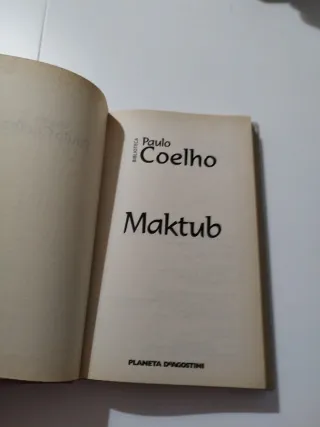 BIBLIOTECA
Paulo
Coelho
Maktub
PLANETA DEAGOSTINI